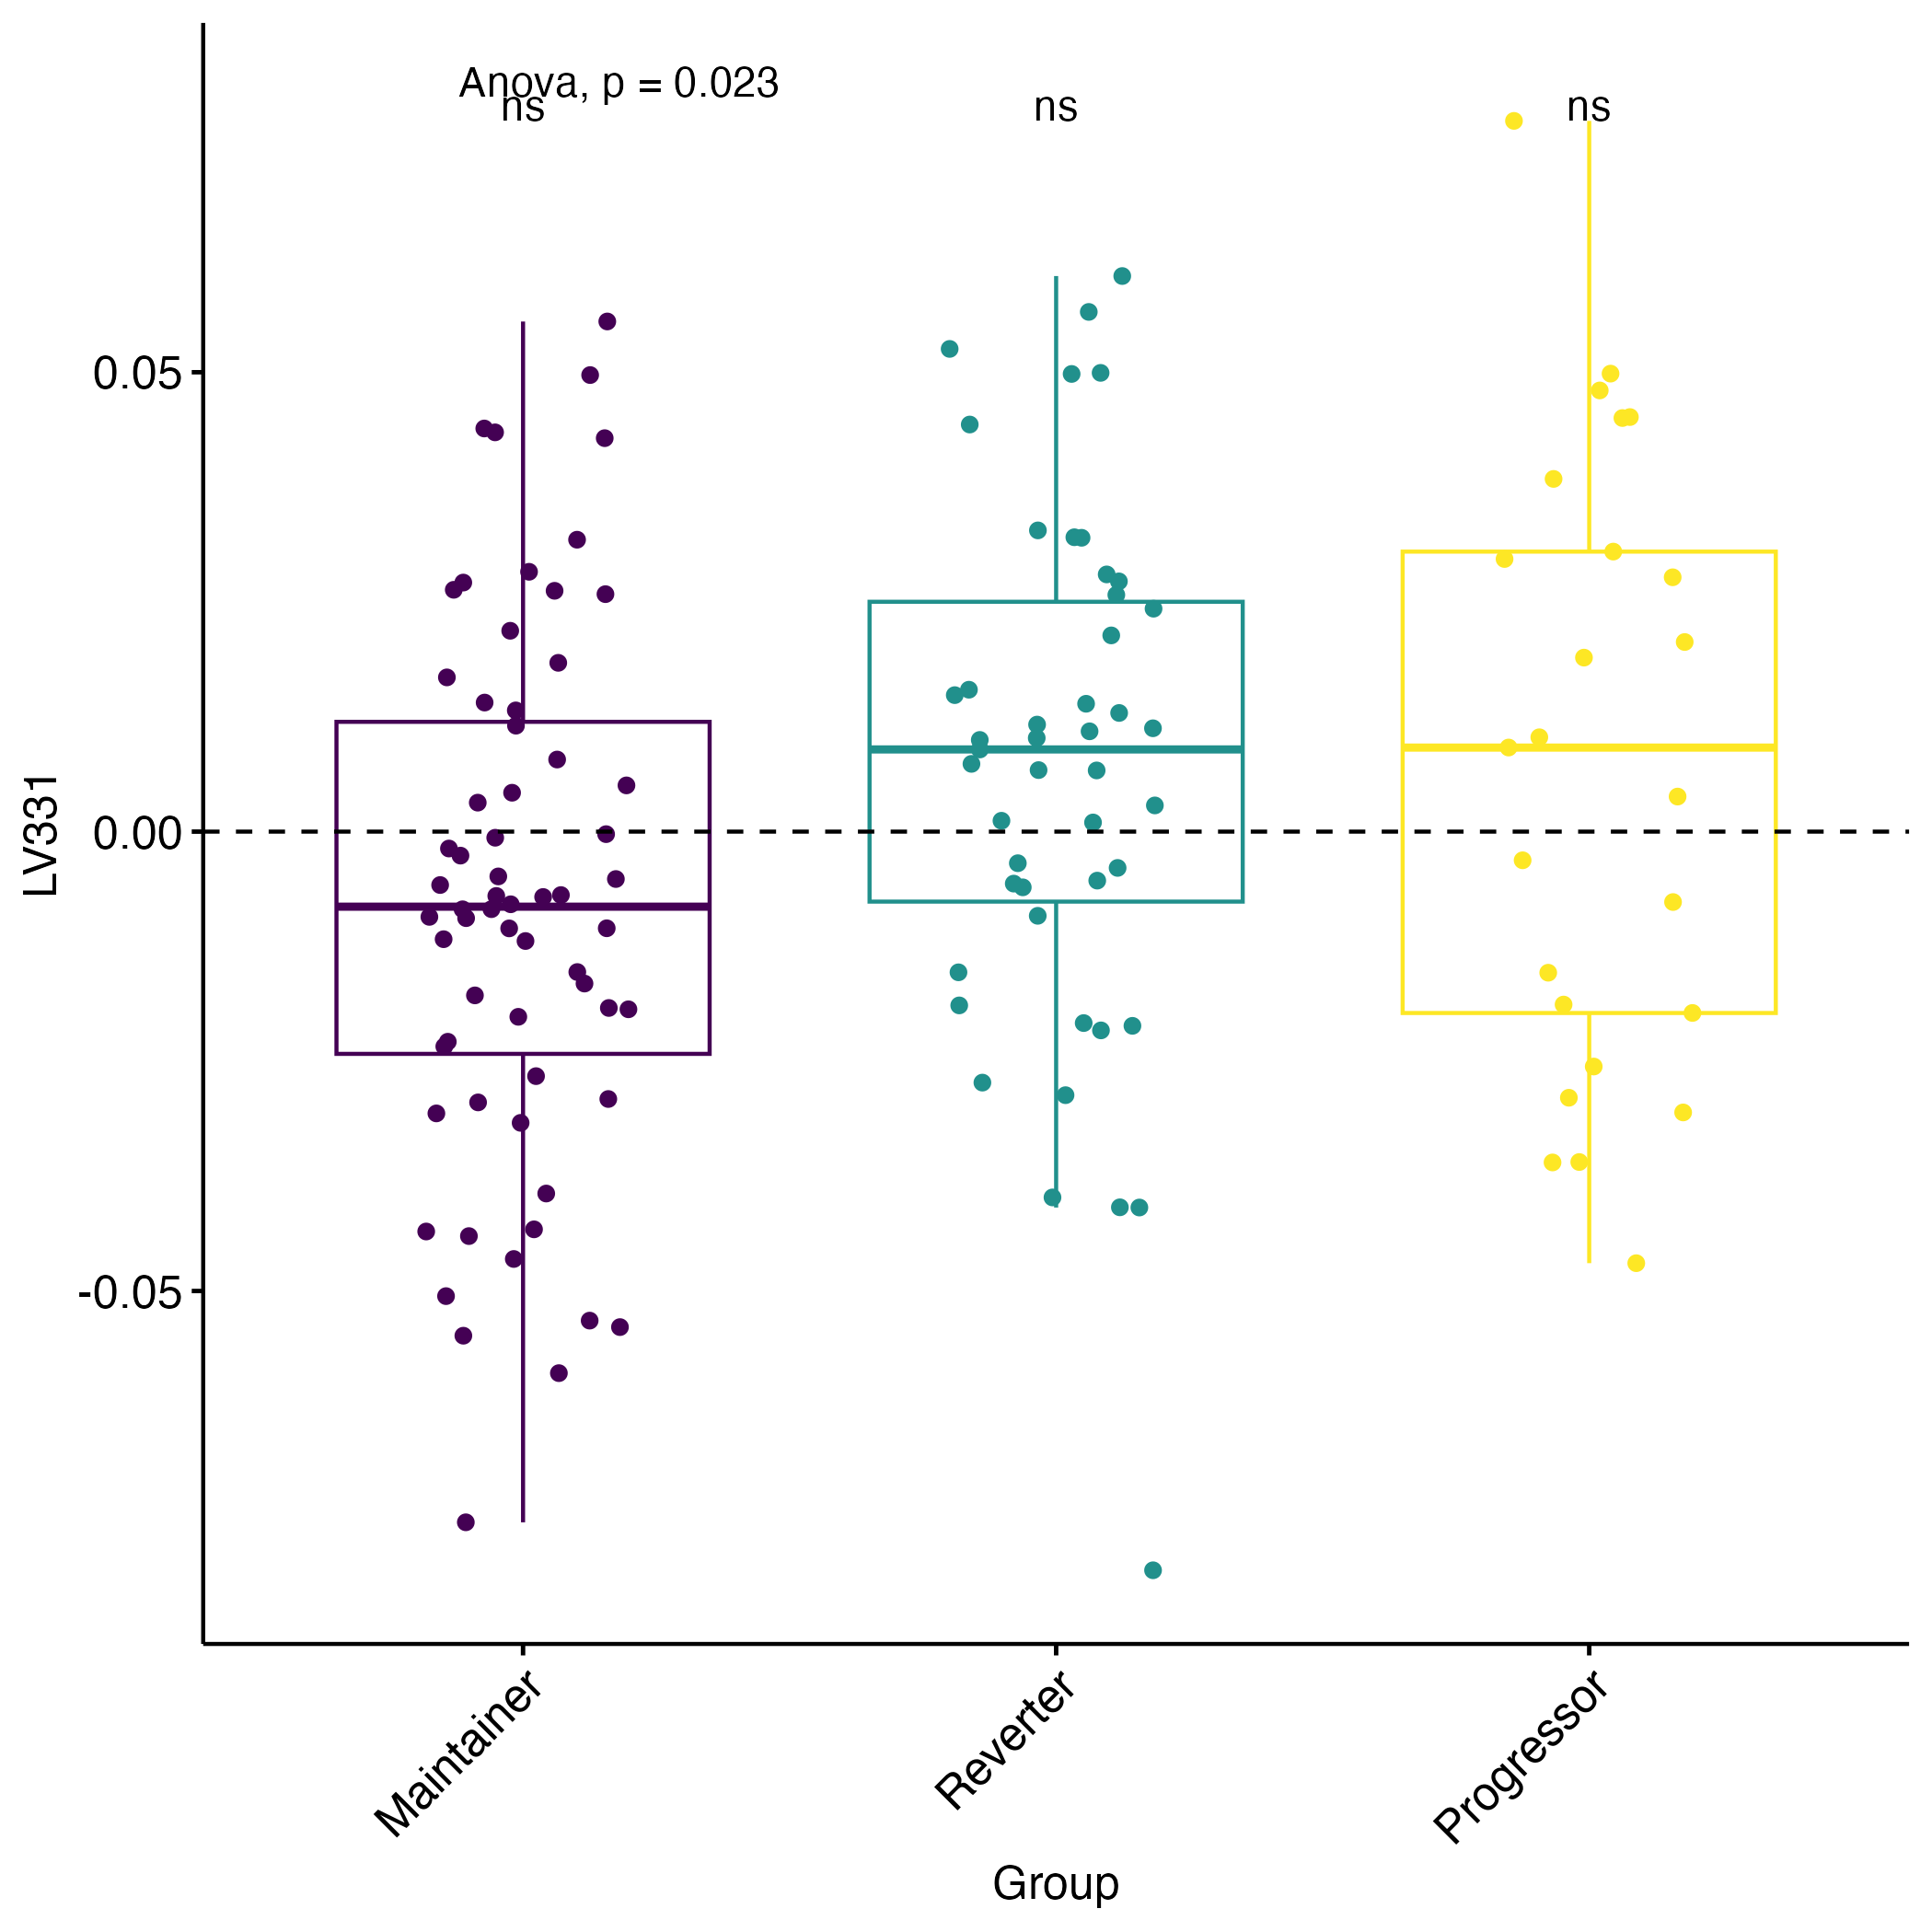 Anova, p = 0.023
ns ns ns
0.05
0.00
-0.05
LV331
Maintainer Reverter Progressor
Group